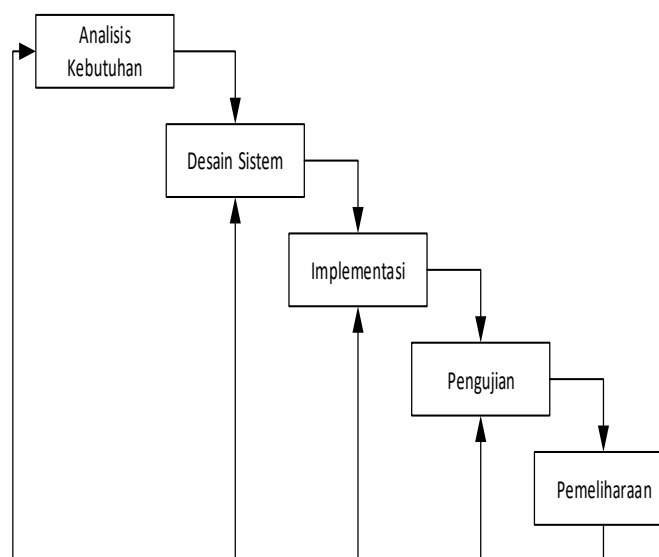 Analisis
Kebutuhan
Desain Sistem
Implementasi
Pengujian
Pemeliharaan